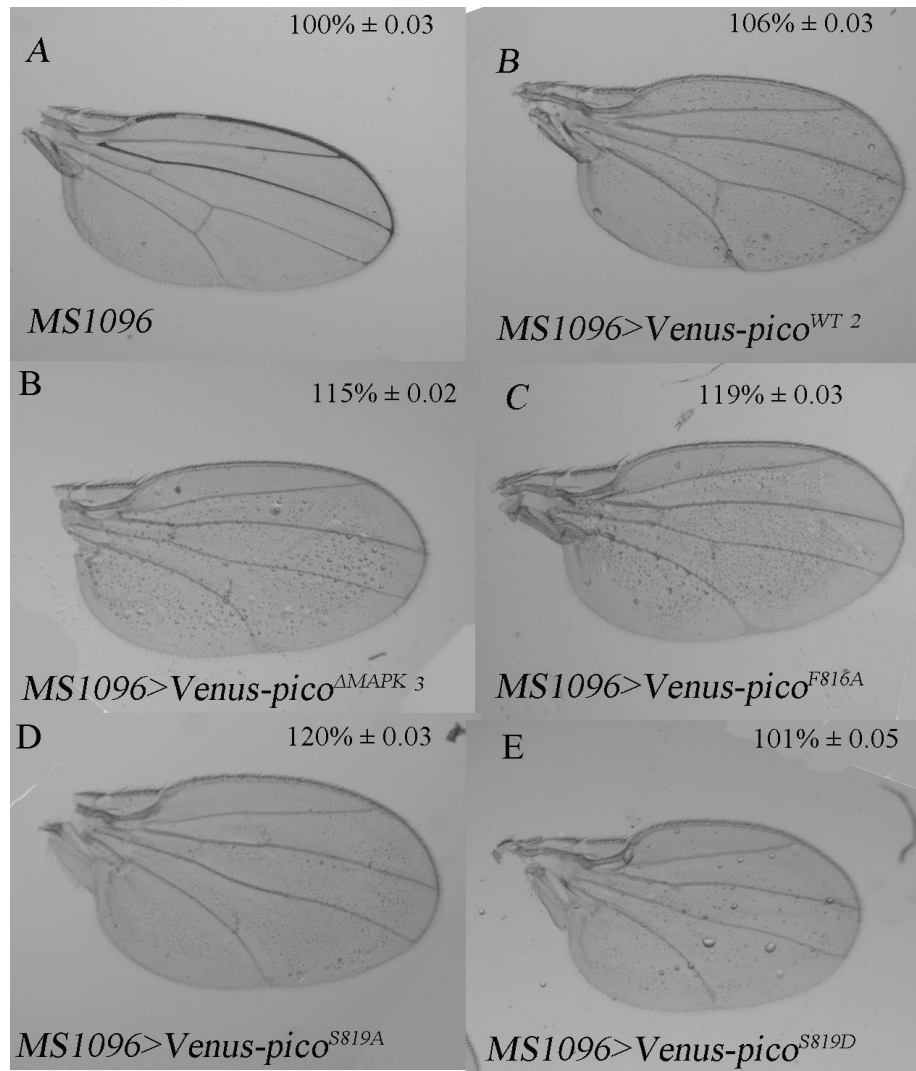 A
100% ± 0.03
MS1096
B
106% ± 0.03
MS1096>Venus-pico^WT 2
B
115% ± 0.02
MS1096>Venus-pico^ΔMAPK 3
C
119% ± 0.03
MS1096>Venus-pico^F816A
D
120% ± 0.03
MS1096>Venus-pico^S819A
E
101% ± 0.05
MS1096>Venus-pico^S819D